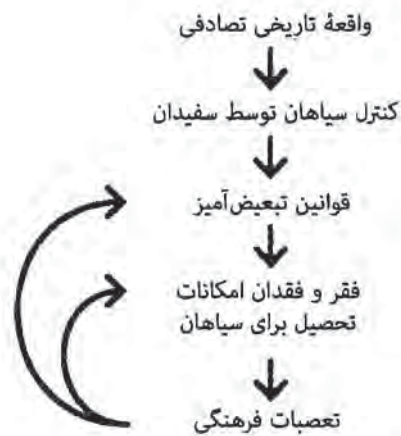 واقعهٔ تاریخی تصادفی
کنترل سیاهان توسط سفیدان
قوانین تبعیض‌آمیز
فقر و فقدان امکانات
تحصیل برای سیاهان
تعصبات فرهنگی